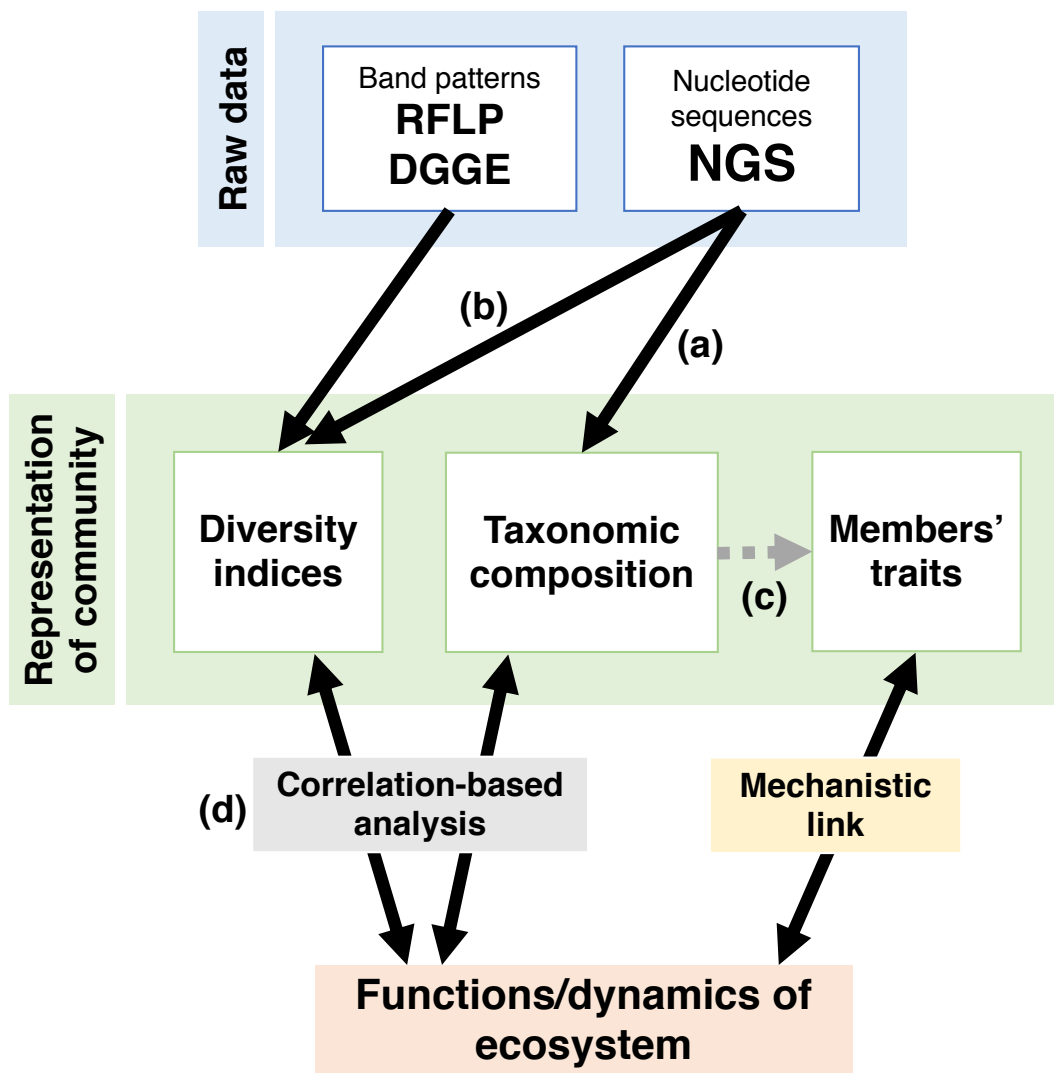 Raw data
Band patterns
RFLP
DGGE
Nucleotide
sequences
NGS
(b)
(a)
Representation
of community
Diversity
indices
Taxonomic
composition
(c)
Members’
traits
(d)
Correlation-based
analysis
Mechanistic
link
Functions/dynamics of
ecosystem